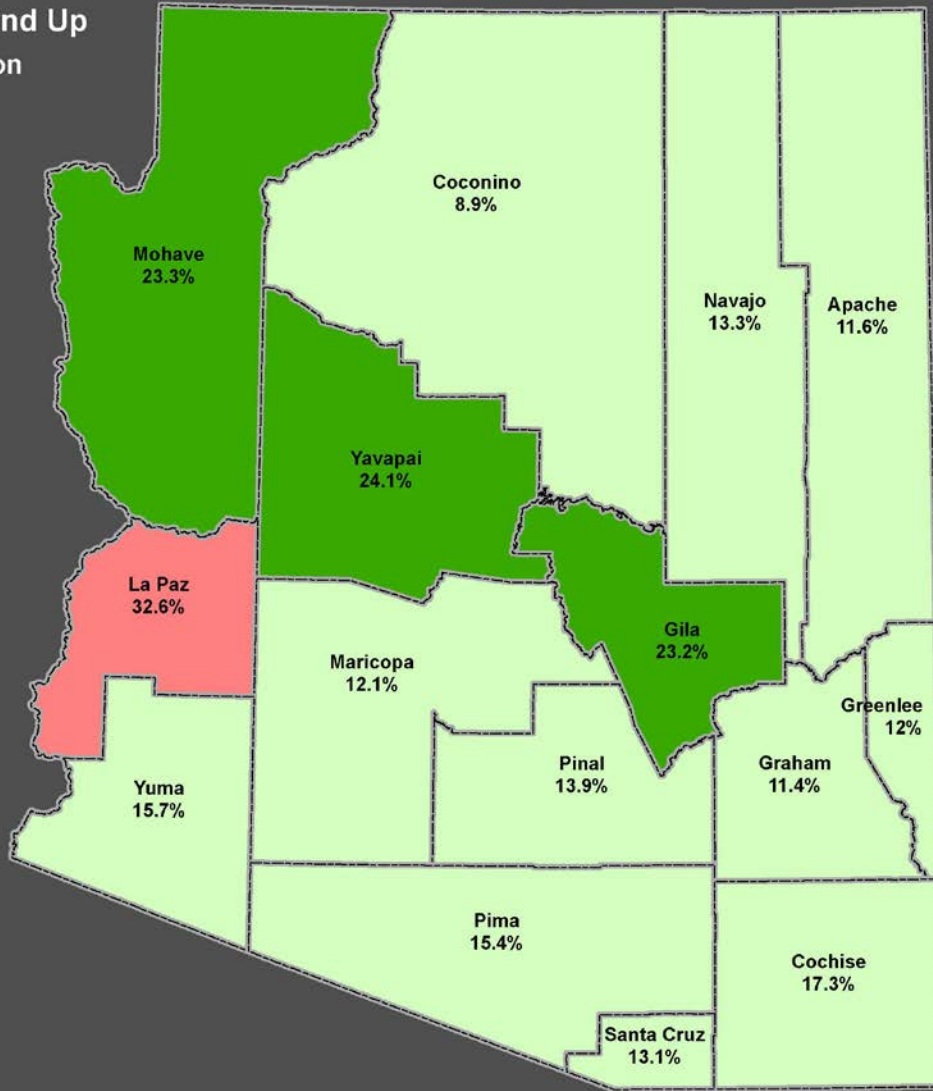 nd Up
on
Coconino
8.9%
Mohave
23.3%
Navajo
13.3%
Apache
11.6%
Yavapai
24.1%
La Paz
32.6%
Gila
23.2%
Maricopa
12.1%
Greenlee
12%
Pinal
13.9%
Graham
11.4%
Yuma
15.7%
Pima
15.4%
Cochise
17.3%
Santa Cruz
13.1%